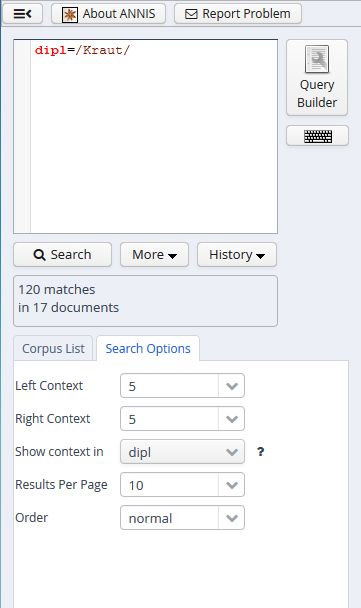 About ANNIS Report Problem
dipl=/Kraut/
Query
Builder
Search More History
120 matches
in 17 documents
Corpus List Search Options
Left Context 5
Right Context 5
Show context in dipl ?
Results Per Page 10
Order normal